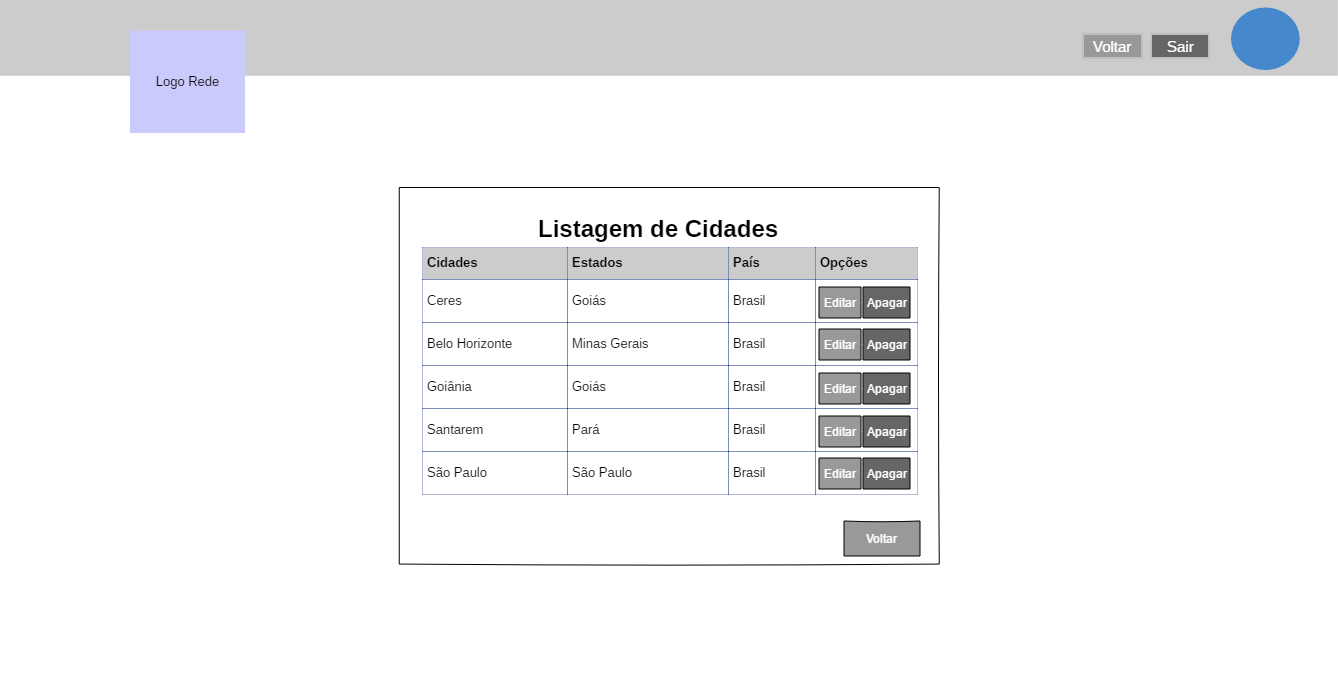 Voltar Sair
Logo Rede
Listagem de Cidades
Cidades Estados País Opções
Ceres Goiás Brasil Editar Apagar
Belo Horizonte Minas Gerais Brasil Editar Apagar
Goiânia Goiás Brasil Editar Apagar
Santarem Pará Brasil Editar Apagar
São Paulo São Paulo Brasil Editar Apagar
Voltar